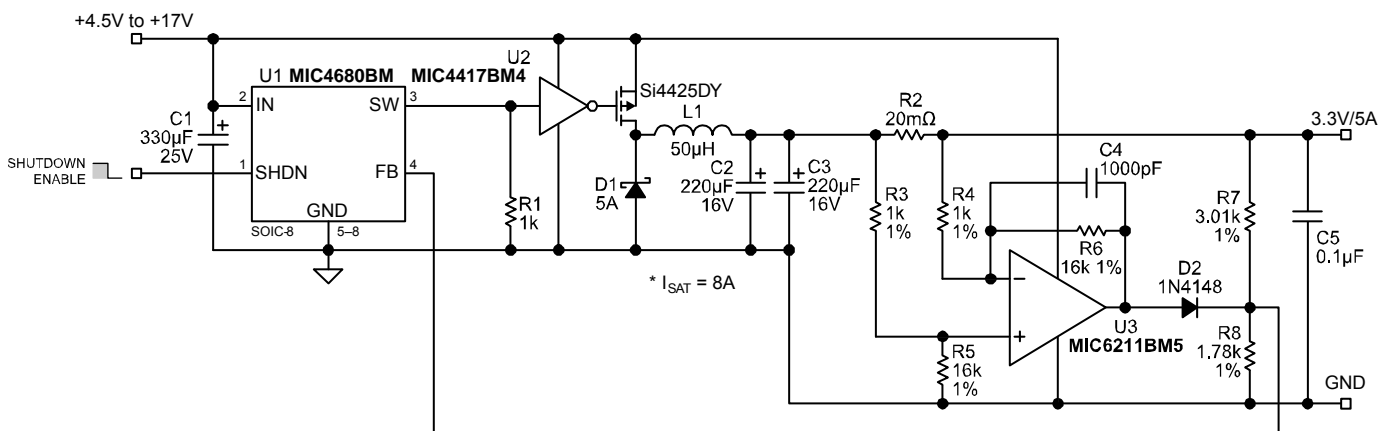 +4.5V to +17V
U1 MIC4680BM
MIC4417BM4
U2
2
IN
SW
3
Si4425DY
L1
50µH
R2
20mΩ
3.3V/5A
C1
330µF
25V
+
SHUTDOWN
ENABLE
1
SHDN
FB
4
GND
SOIC-8
5–8
R1
1k
D1
5A
C2
220µF
16V
+
C3
220µF
16V
+
R3
1k
1%
R4
1k
1%
C4
1000pF
R6
16k 1%
R7
3.01k
1%
C5
0.1µF
* ISAT = 8A
D2
1N4148
−
+
U3
MIC6211BM5
R5
16k
1%
R8
1.78k
1%
GND